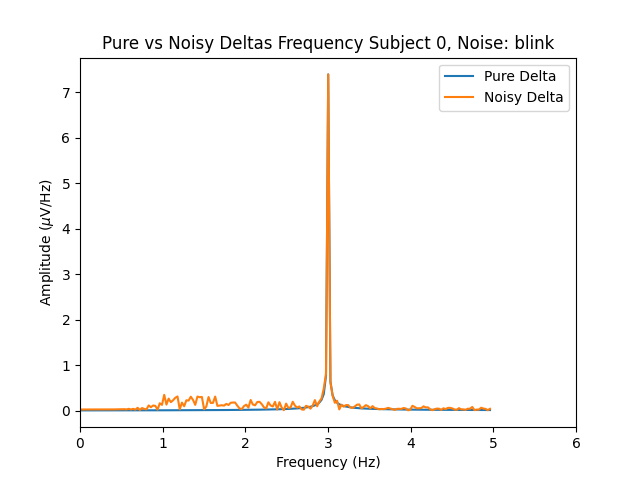 Pure vs Noisy Deltas Frequency Subject 0, Noise: blink
Pure Delta
Noisy Delta
Amplitude (μV/Hz)
7
6
5
4
3
2
1
0
0 1 2 3 4 5 6
Frequency (Hz)